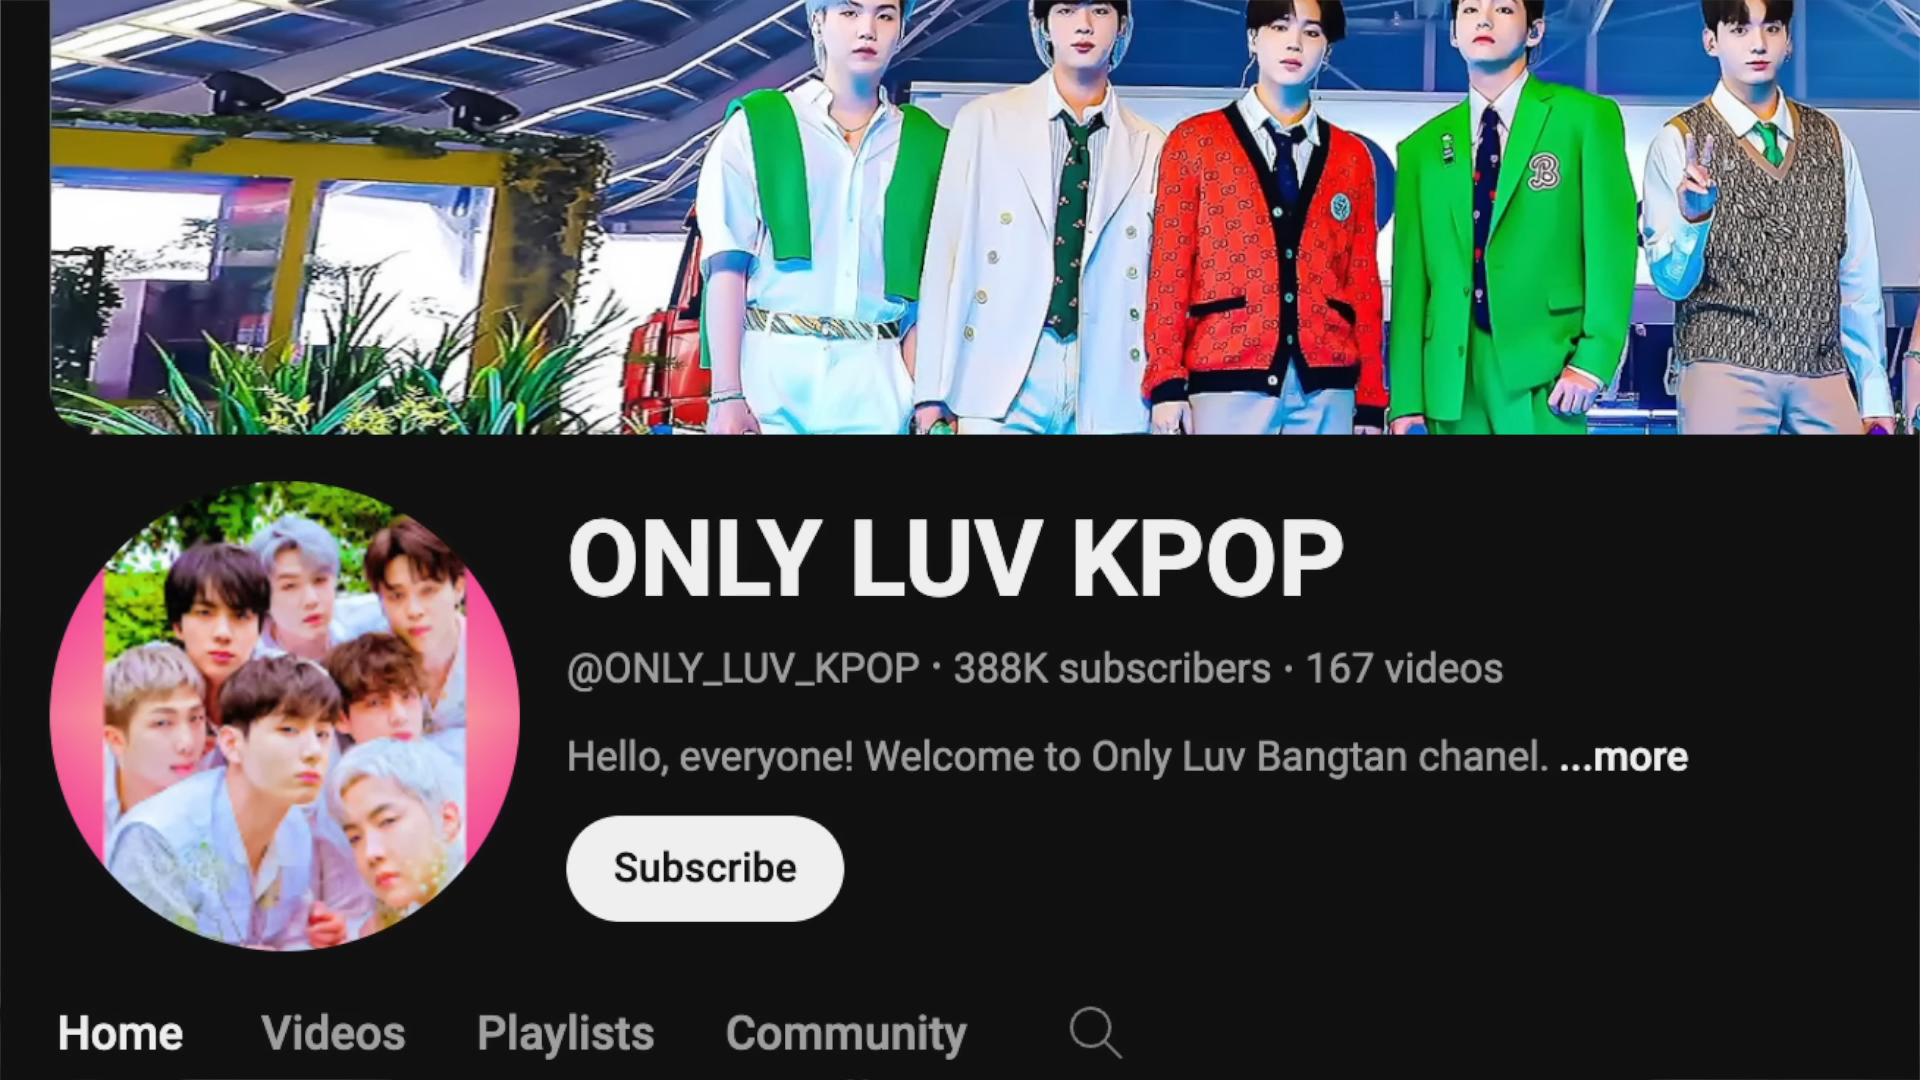 B
ONLY LUV KPOP
@ONLY_LUV_KPOP • 388K subscribers • 167 videos
Hello, everyone! Welcome to Only Luv Bangtan chanel. ...more
Subscribe
Home Videos Playlists Community